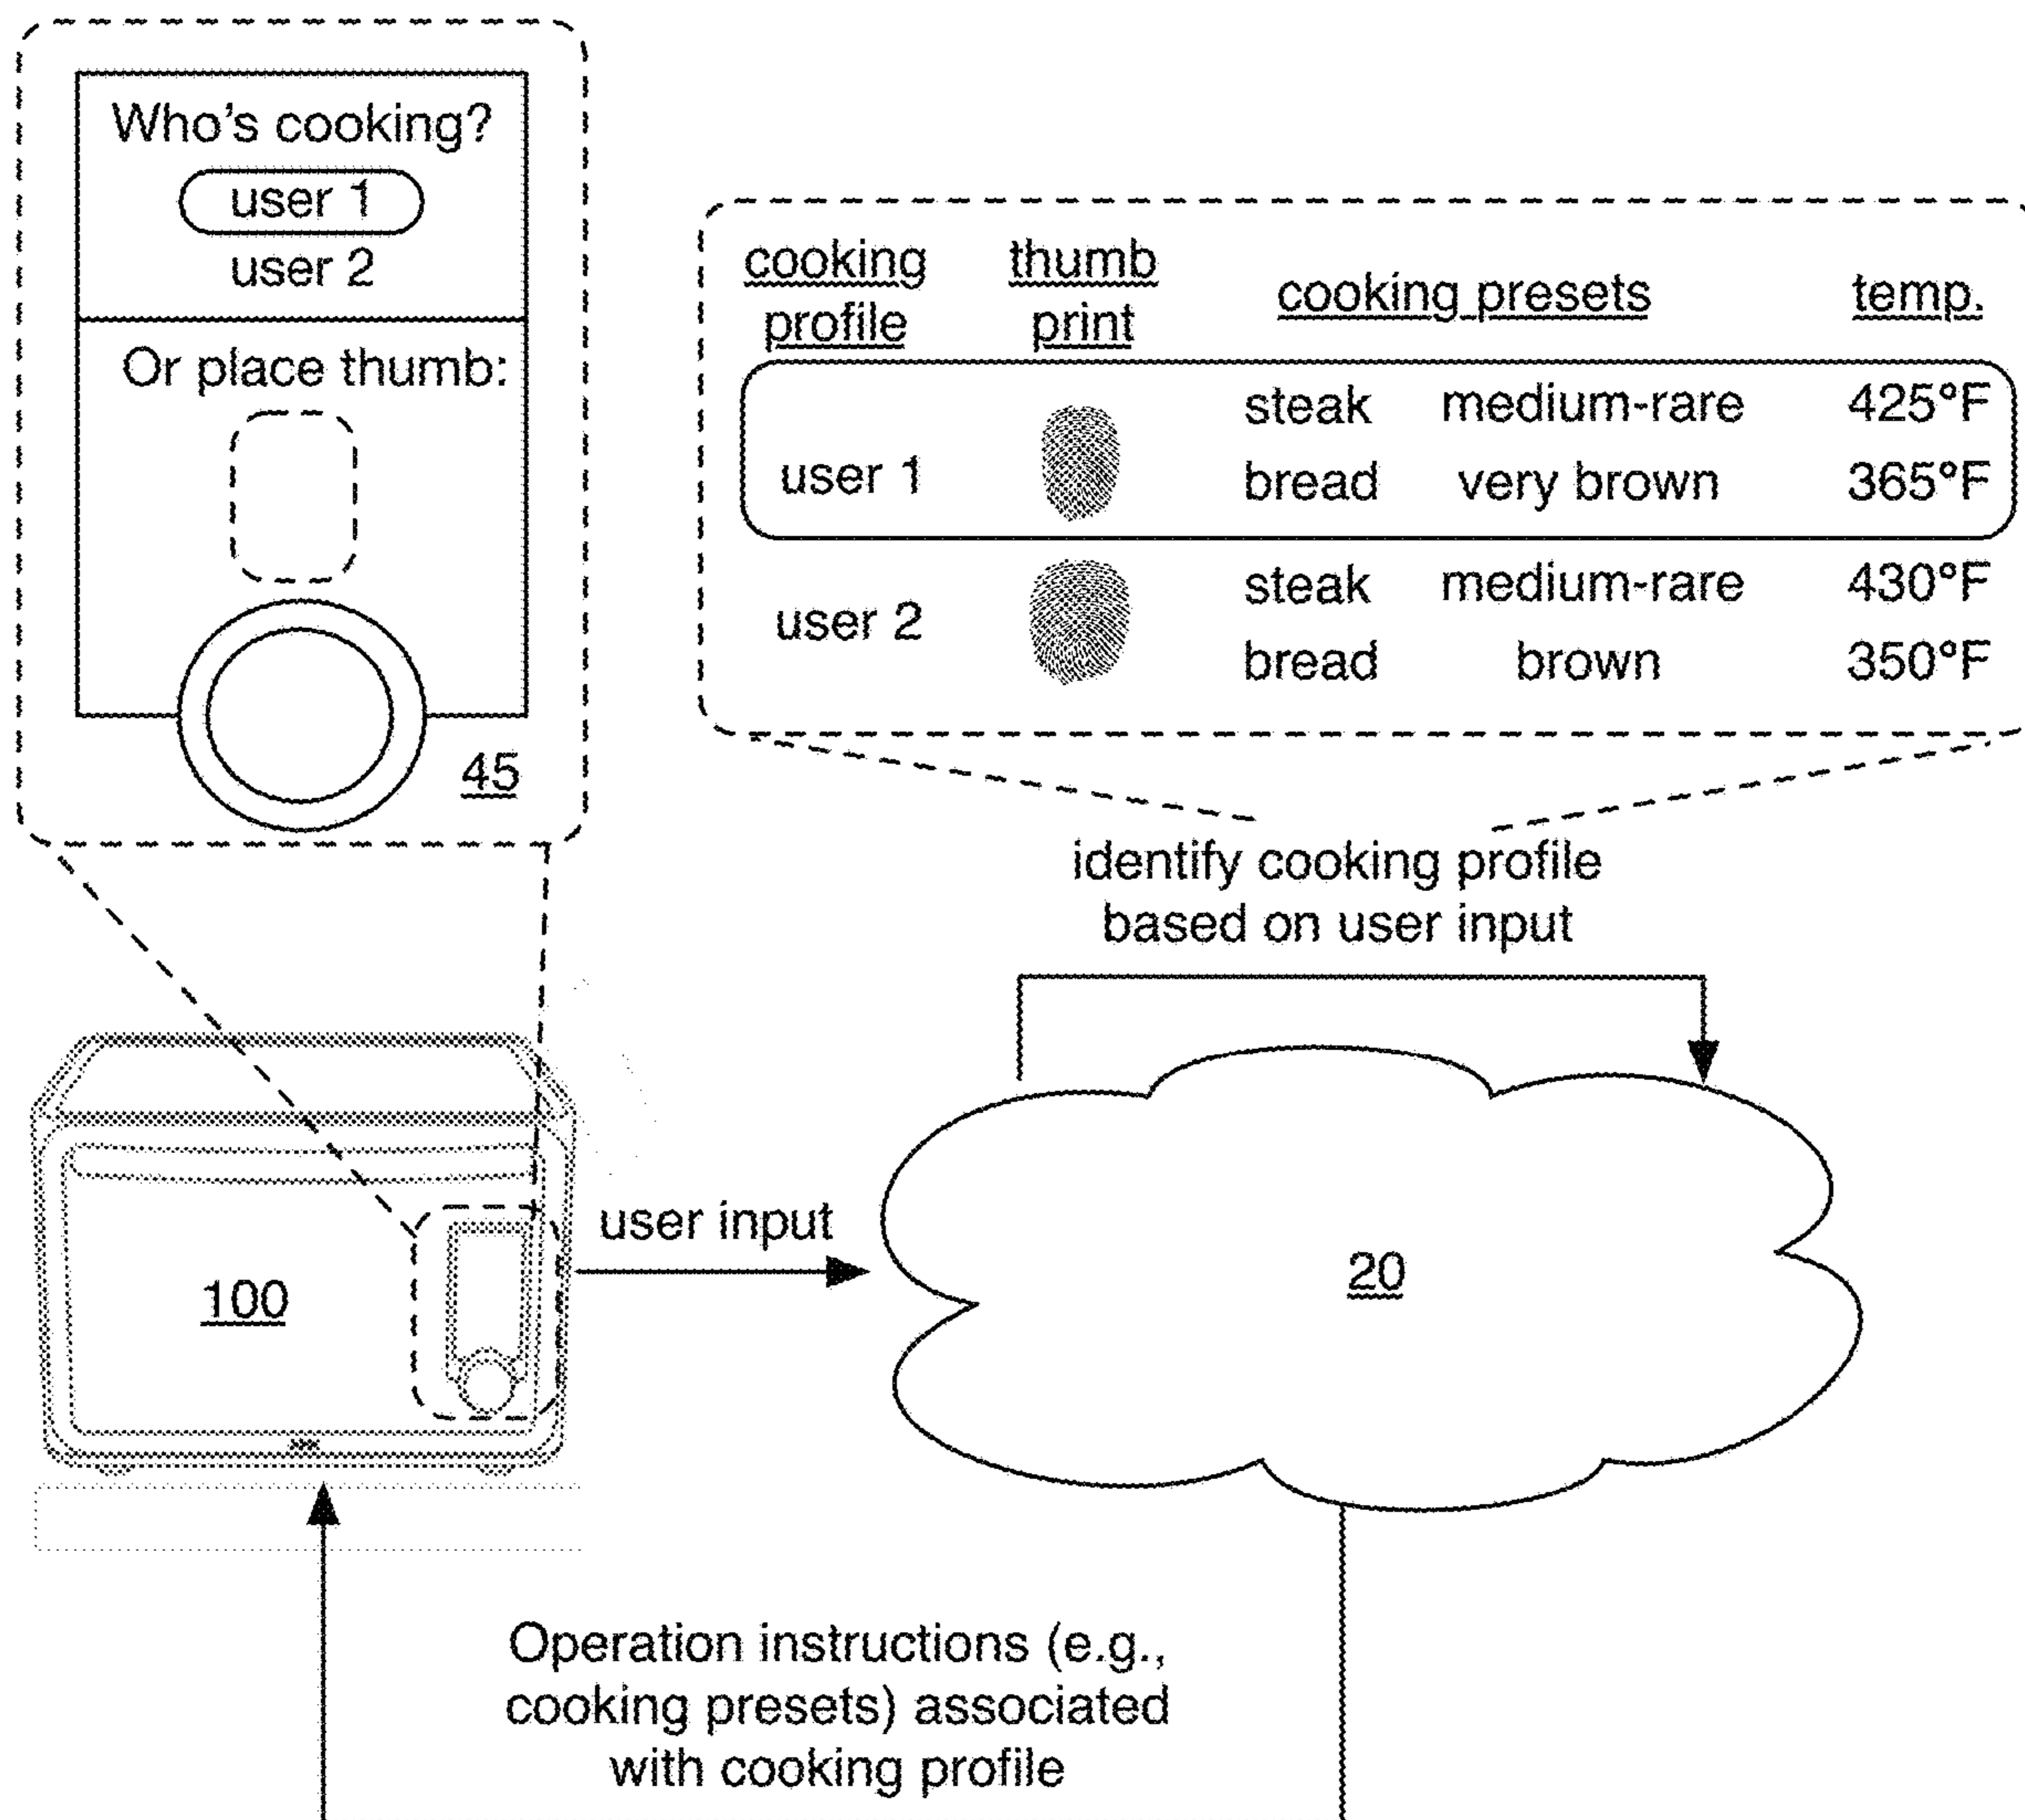 Who's cooking?
user 1
user 2
Or place thumb:
45
cooking profile
thumb print
cooking presets
temp.
user 1
steak medium-rare 425°F
bread very brown 365°F
user 2
steak medium-rare 430°F
bread brown 350°F
identify cooking profile
based on user input
100
user input
20
Operation instructions (e.g.,
cooking presets) associated
with cooking profile